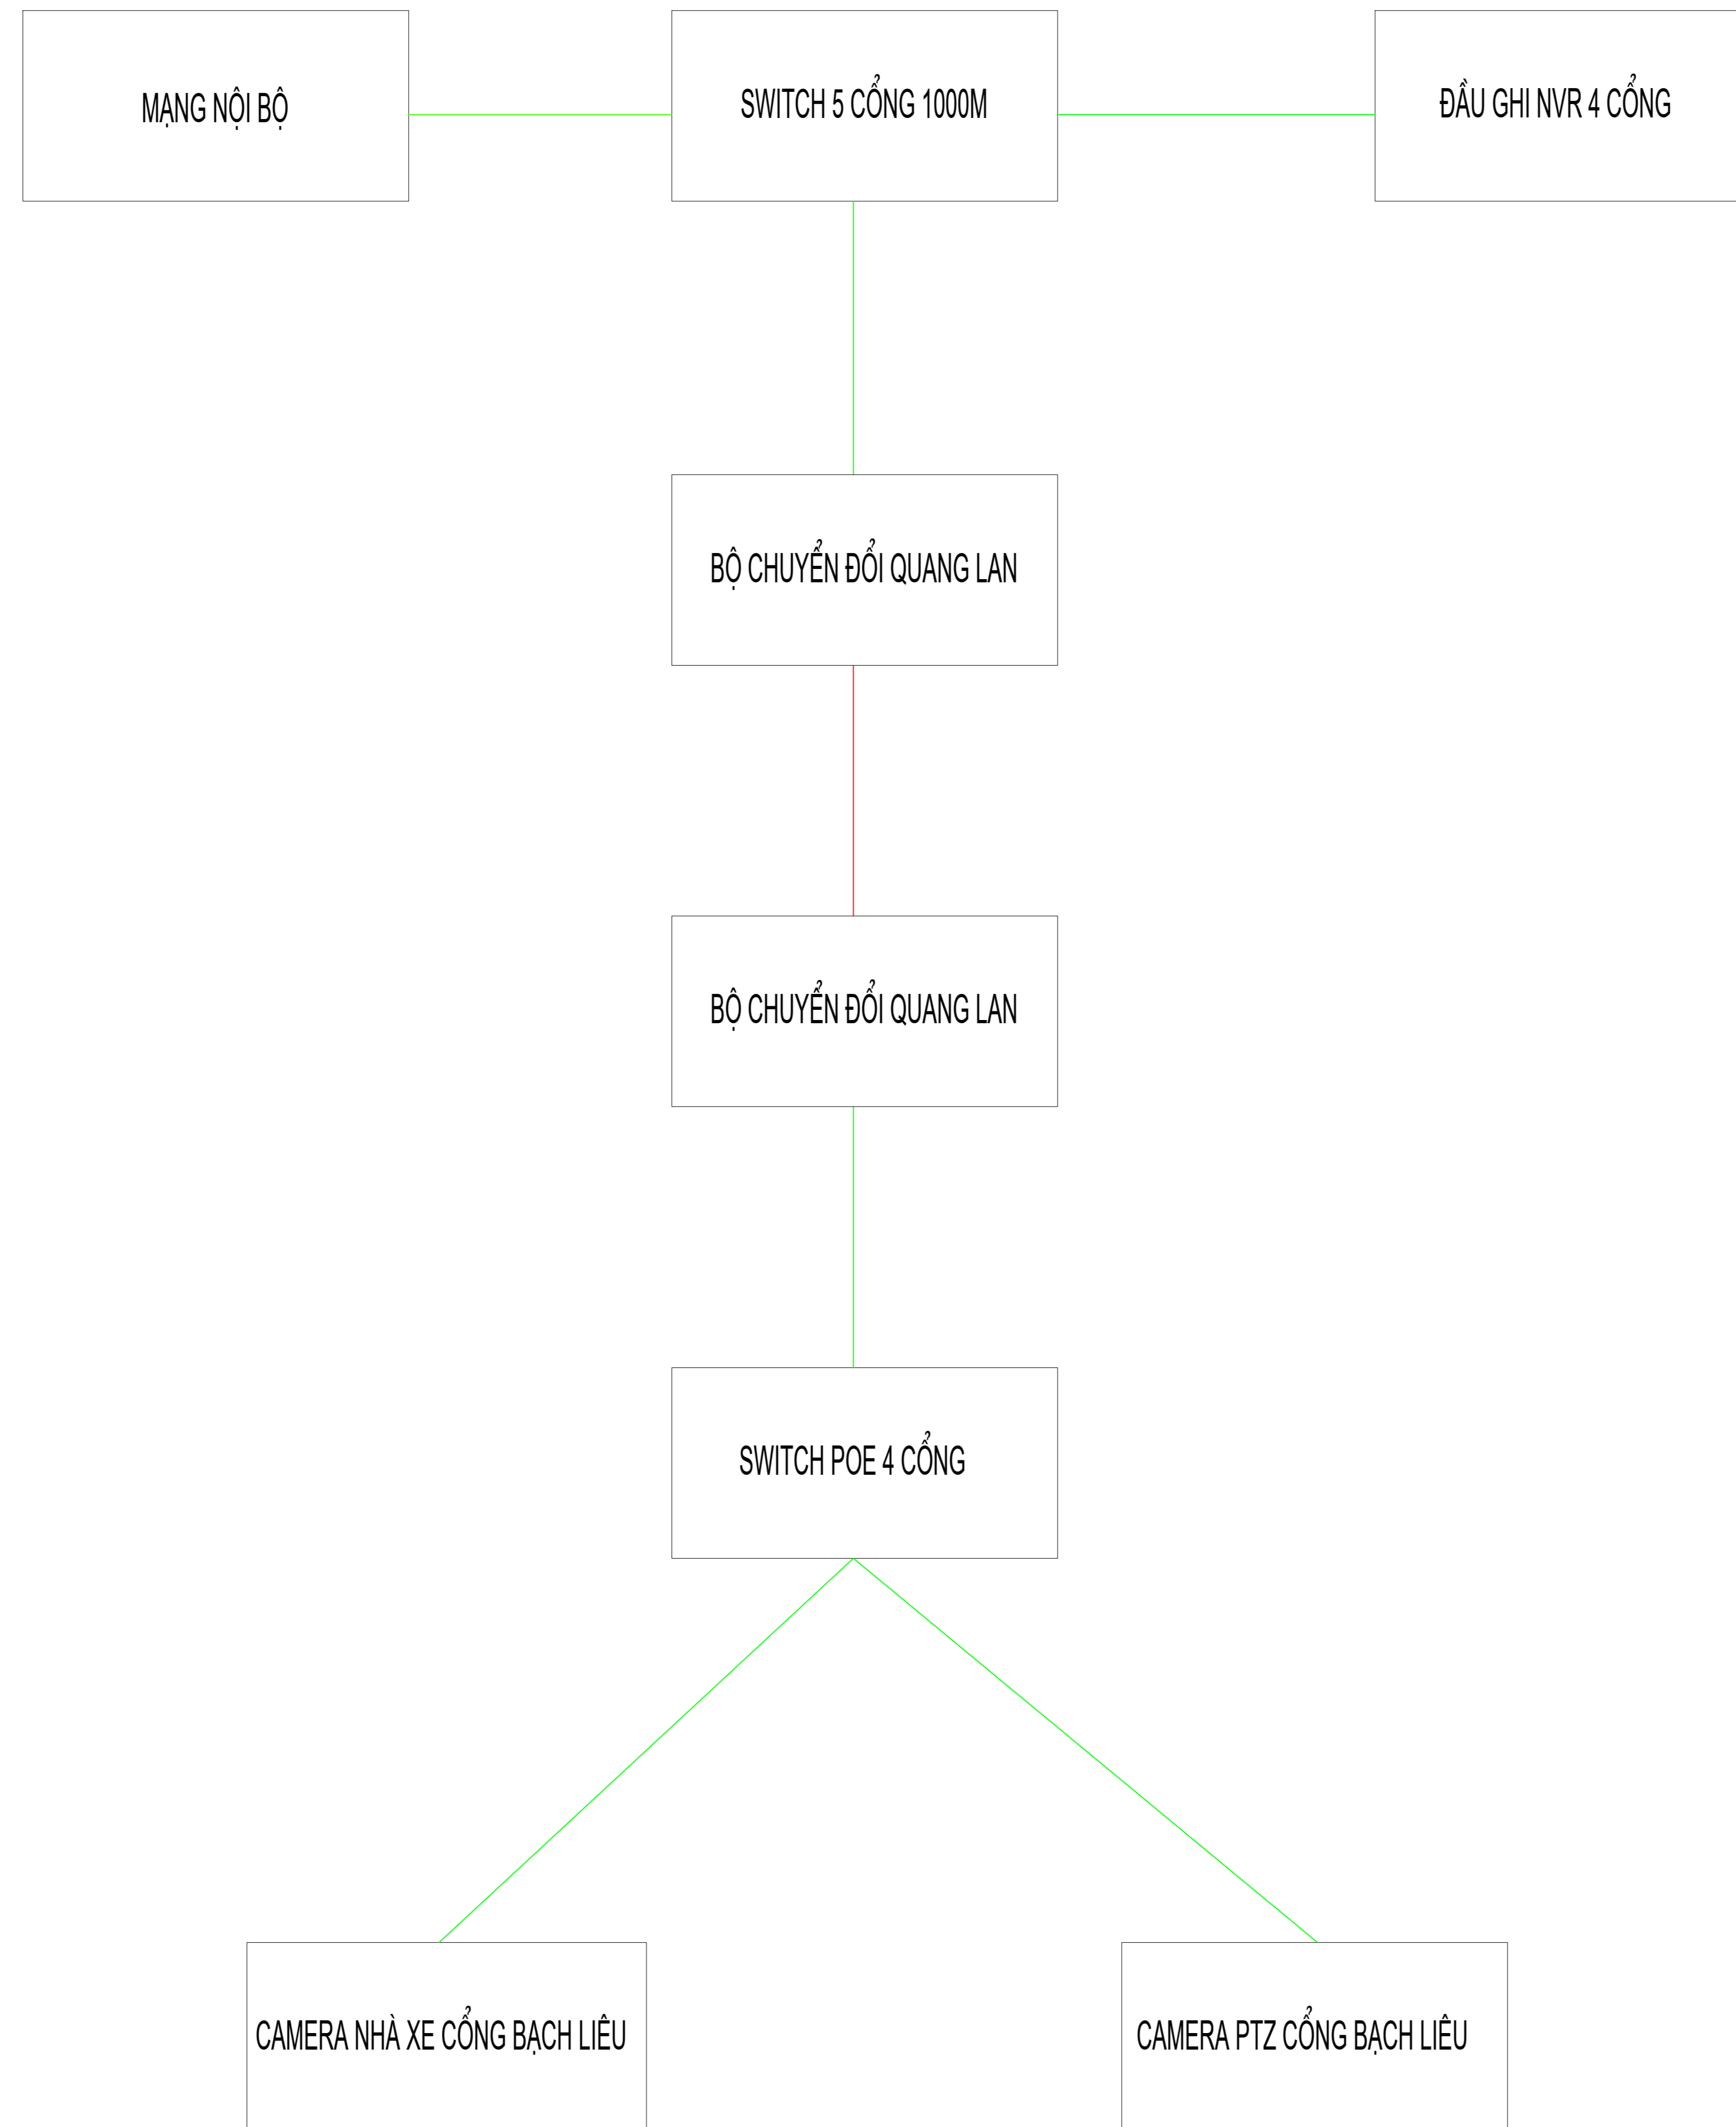 MẠNG NỘI BỘ
SWITCH 5 CỔNG 1000M
ĐẦU GHI NVR 4 CỔNG
BỘ CHUYỂN ĐỔI QUANG LAN
BỘ CHUYỂN ĐỔI QUANG LAN
SWITCH POE 4 CỔNG
CAMERA NHÀ XE CỔNG BẠCH LIÊU
CAMERA PTZ CỔNG BẠCH LIÊU